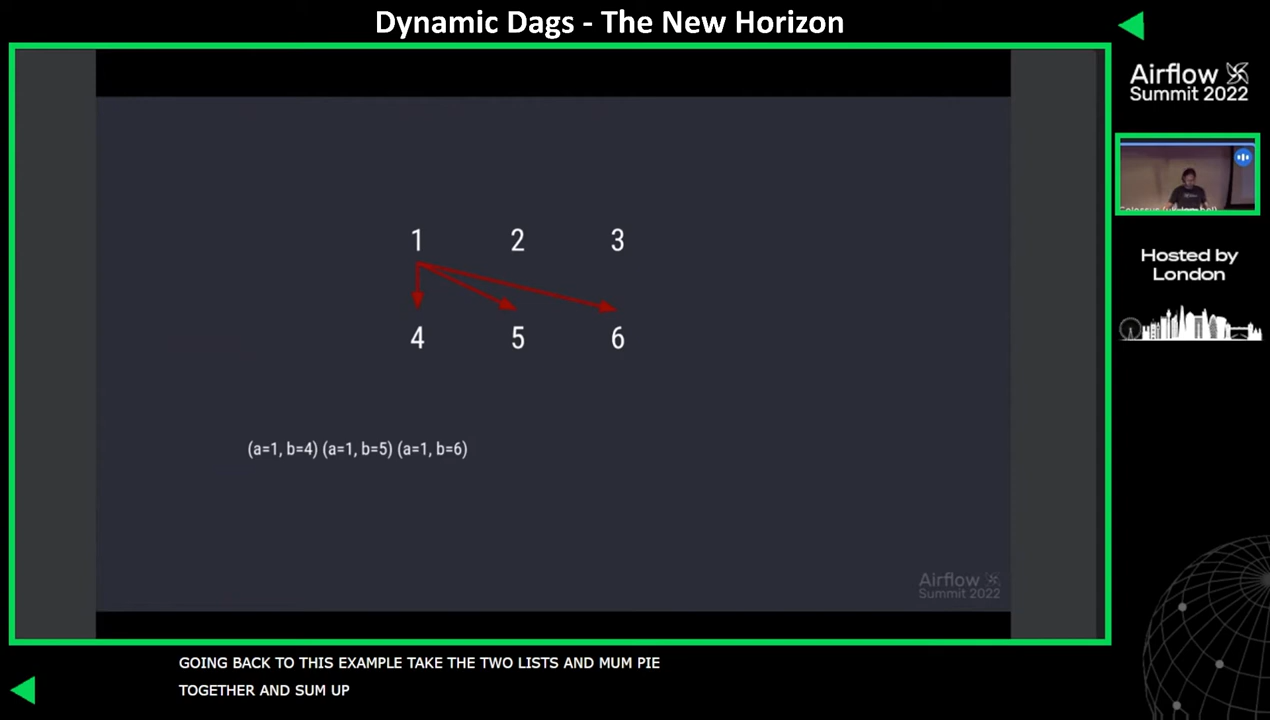 Dynamic Dags - The New Horizon
Airflow
Summit 2022
1 2 3
4 5 6
(a=1, b=4) (a=1, b=5) (a=1, b=6)
Airflow
Summit 2022
Hosted by
London
GOING BACK TO THIS EXAMPLE TAKE THE TWO LISTS AND MUM PIE
TOGETHER AND SUM UP